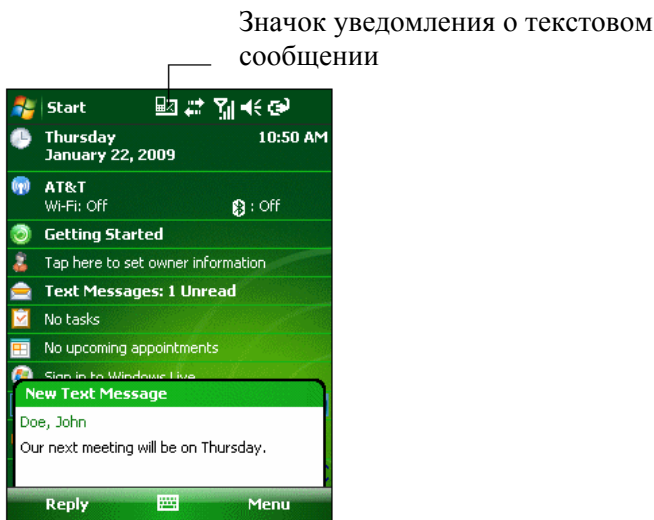 Значок уведомления о текстовом
сообщении
Start
Thursday 10:50 AM
January 22, 2009
AT&T
Wi-Fi: Off : Off
Getting Started
Tap here to set owner information
Text Messages: 1 Unread
No tasks
No upcoming appointments
Sign in to Windows Live
New Text Message
Doe, John
Our next meeting will be on Thursday.
Reply Menu